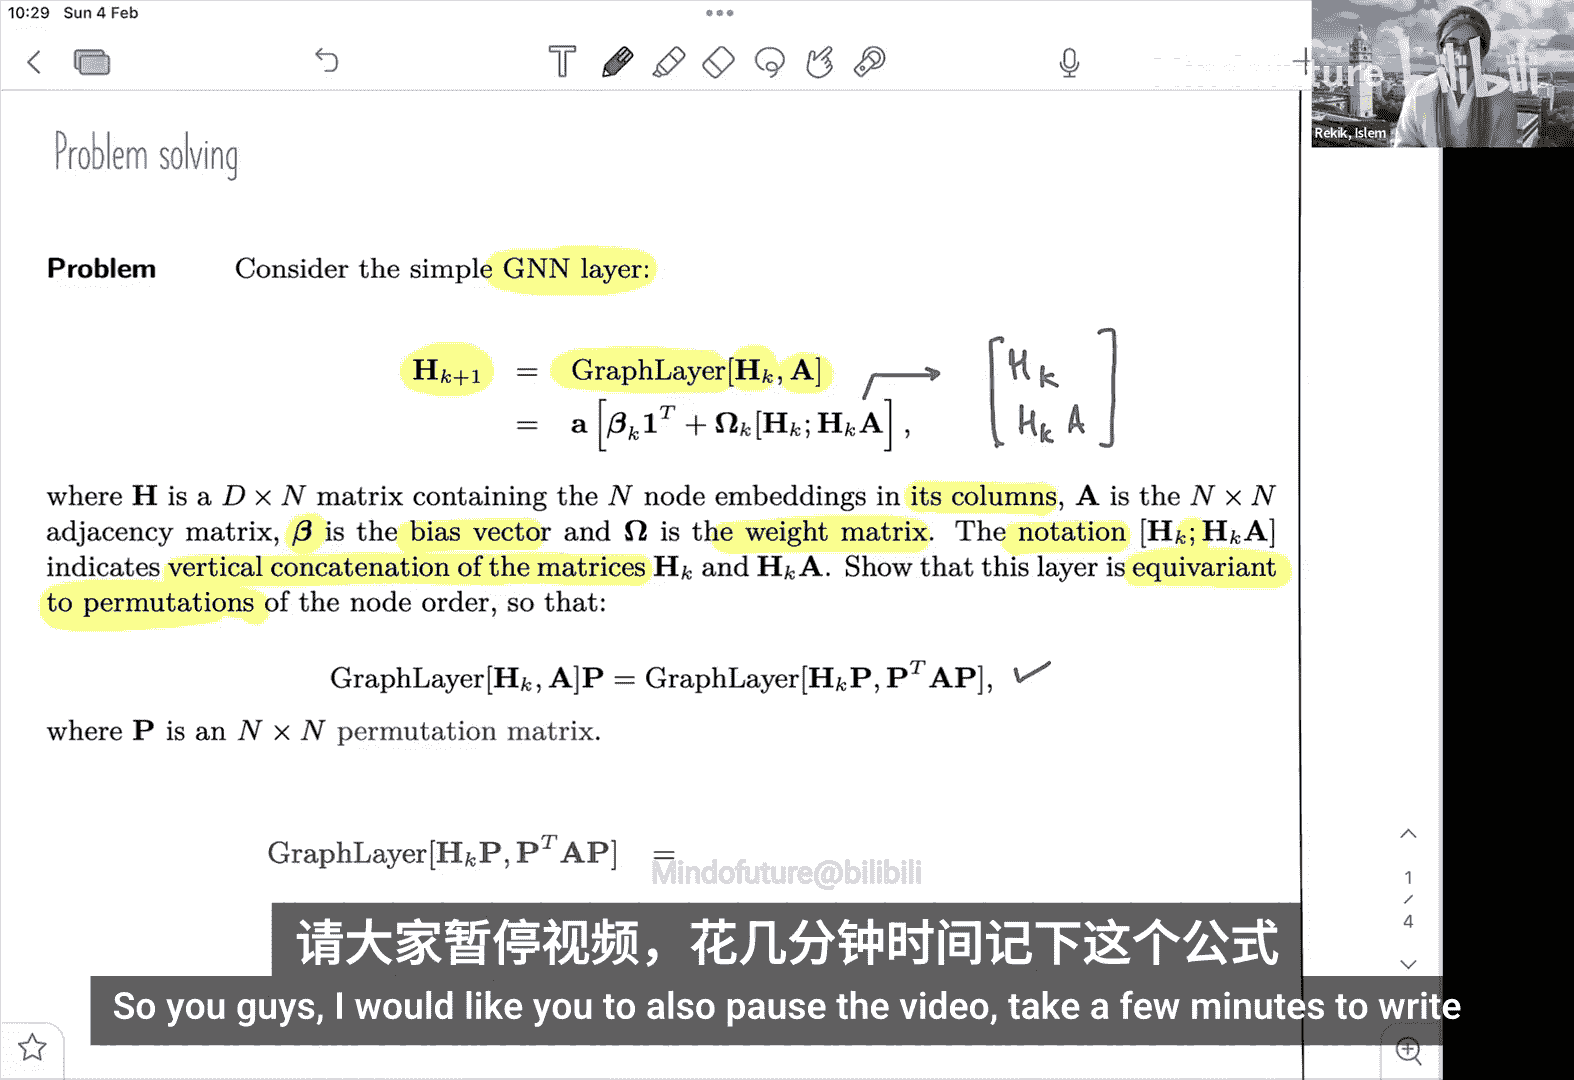 10:29 Sun 4 Feb
Mindofuture, bilibili
Rekik, Islem
Problem solving
Problem Consider the simple GNN layer:
H_{k+1} = GraphLayer[H_k, A]
= a[β_k 1^T + Ω_k[H_k; H_k A],
H_k
H_k A
where H is a D × N matrix containing the N node embeddings in its columns, A is the N × N
adjacency matrix, β is the bias vector and Ω is the weight matrix. The notation [H_k; H_k A]
indicates vertical concatenation of the matrices H_k and H_k A. Show that this layer is equivariant
to permutations of the node order, so that:
GraphLayer[H_k, A]P = GraphLayer[H_k P, P^T AP],
where P is an N × N permutation matrix.
GraphLayer[H_k P, P^T AP] =
Mindofuture@bilibili
1
/
4
请大家暂停视频，花几分钟时间记下这个公式
So you guys, I would like you to also pause the video, take a few minutes to write